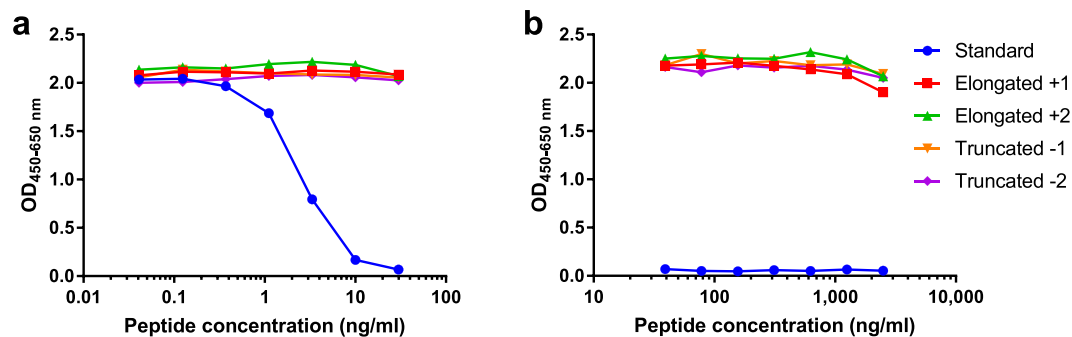 a
2.5
2.0
1.5
1.0
0.5
0.0
OD450-650 nm
0.01 0.1 1 10 100
Peptide concentration (ng/ml)
b
2.5
2.0
1.5
1.0
0.5
0.0
OD450-650 nm
10 100 1,000 10,000
Peptide concentration (ng/ml)
Standard
Elongated +1
Elongated +2
Truncated -1
Truncated -2